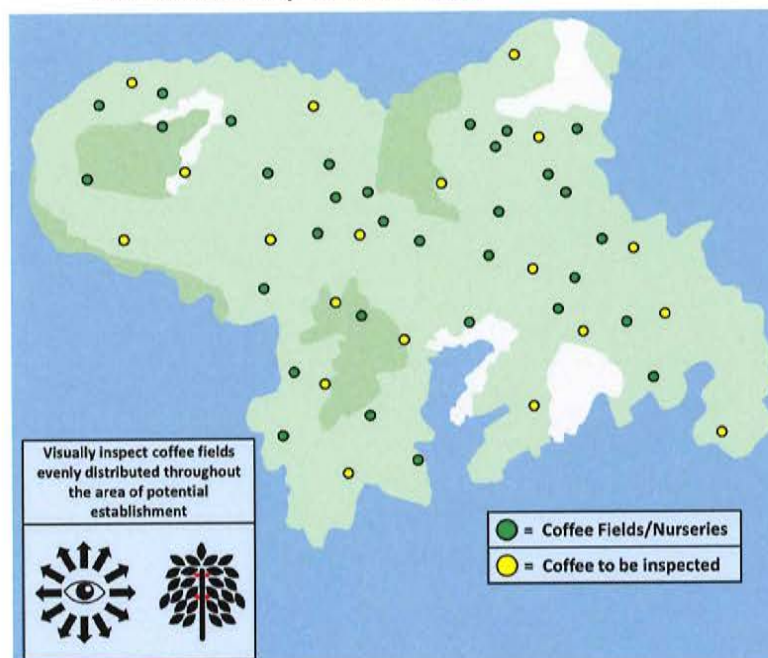 Visually inspect coffee fields
evenly distributed throughout
the area of potential
establishment
= Coffee Fields/Nurseries
= Coffee to be inspected